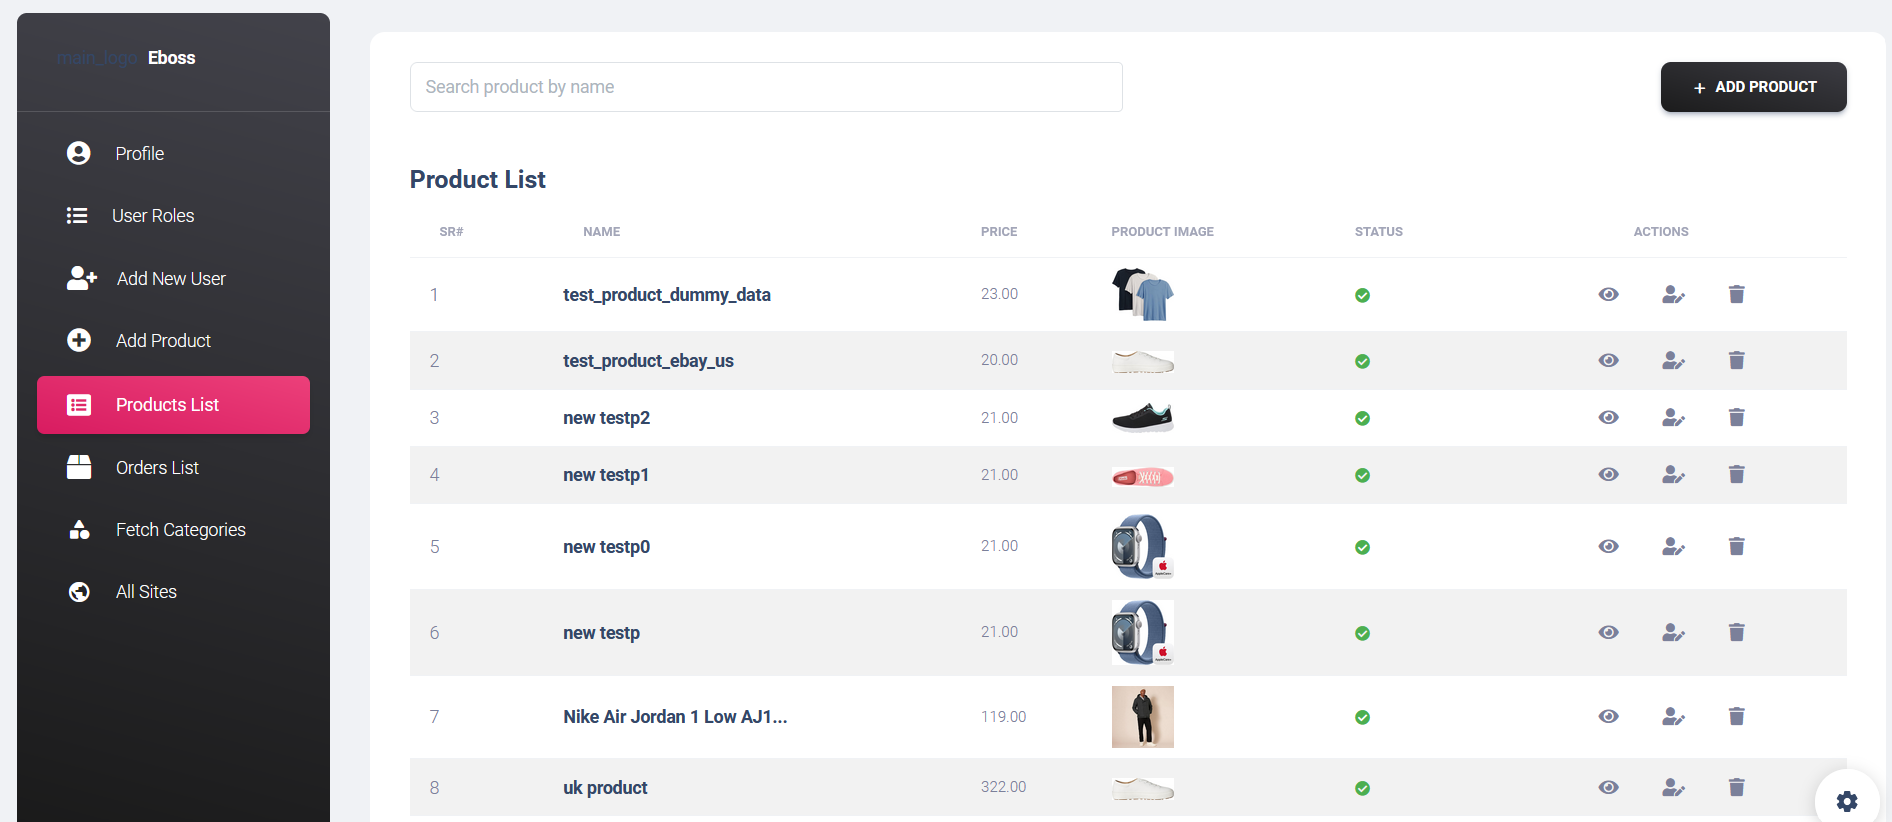 main_logo Eboss
Profile
User Roles
Add New User
Add Product
Products List
Orders List
Fetch Categories
All Sites
Search product by name
+ ADD PRODUCT
Product List
SR# NAME PRICE PRODUCT IMAGE STATUS ACTIONS
1 test_product_dummy_data 23.00
2 test_product_ebay_us 20.00
3 new testp2 21.00
4 new testp1 21.00
5 new testp0 21.00
6 new testp 21.00
7 Nike Air Jordan 1 Low AJ1... 119.00
8 uk product 322.00